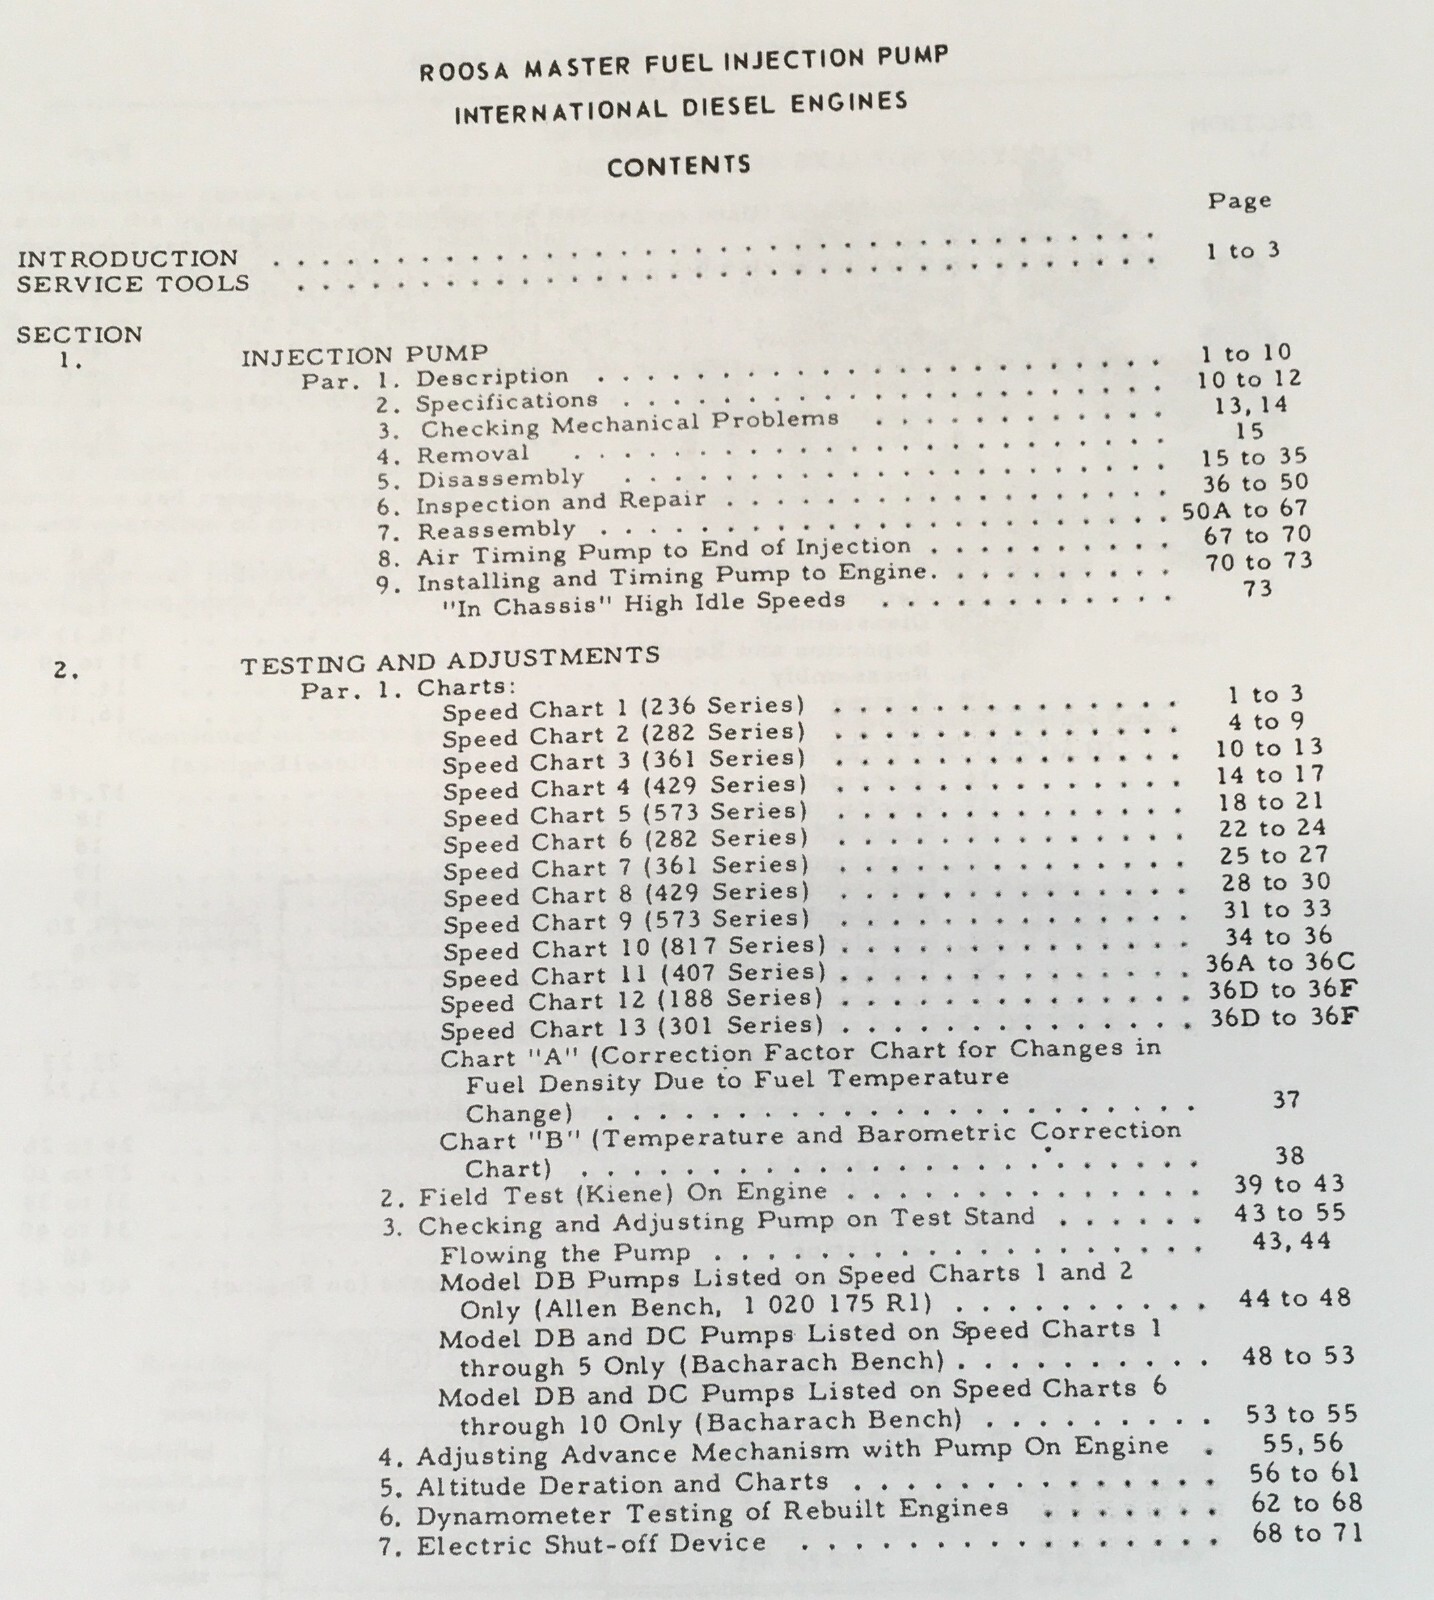 ROOSA MASTER FUEL INJECTION PUMP
INTERNATIONAL DIESEL ENGINES
CONTENTS
Page
INTRODUCTION . . . . . . . . . . . . . . . . . . . . . . . . . . . . .
SERVICE TOOLS . . . . . . . . . . . . . . . . . . . . . . . . . . . . 1 to 3
SECTION
1. INJECTION PUMP
Par. 1. Description . . . . . . . . . . . . . . . . . . . . . 1 to 10
2. Specifications . . . . . . . . . . . . . . . . . . . . 10 to 12
3. Checking Mechanical Problems . . . . . . . . . . . 13, 14
4. Removal . . . . . . . . . . . . . . . . . . . . . . 15
5. Disassembly . . . . . . . . . . . . . . . . . . . . 15 to 35
6. Inspection and Repair . . . . . . . . . . . . . . . . 36 to 50
7. Reassembly . . . . . . . . . . . . . . . . . . . . . 50A to 67
8. Air Timing Pump to End of Injection . . . . . . . . . 67 to 70
9. Installing and Timing Pump to Engine. . . . . . . . . 70 to 73
"In Chassis" High Idle Speeds . . . . . . . . . . . . 73
2. TESTING AND ADJUSTMENTS
Par. 1. Charts:
Speed Chart 1 (236 Series) . . . . . . . . . . . . . . 1 to 3
Speed Chart 2 (282 Series) . . . . . . . . . . . . . . 4 to 9
Speed Chart 3 (361 Series) . . . . . . . . . . . . . . 10 to 13
Speed Chart 4 (429 Series) . . . . . . . . . . . . . . 14 to 17
Speed Chart 5 (573 Series) . . . . . . . . . . . . . . 18 to 21
Speed Chart 6 (282 Series) . . . . . . . . . . . . . . 22 to 24
Speed Chart 7 (361 Series) . . . . . . . . . . . . . . 25 to 27
Speed Chart 8 (429 Series) . . . . . . . . . . . . . . 28 to 30
Speed Chart 9 (573 Series) . . . . . . . . . . . . . . 31 to 33
Speed Chart 10 (817 Series) . . . . . . . . . . . . . . 34 to 36
Speed Chart 11 (407 Series) . . . . . . . . . . . . . . 36A to 36C
Speed Chart 12 (188 Series) . . . . . . . . . . . . . . 36D to 36F
Speed Chart 13 (301 Series) . . . . . . . . . . . . . . 36D to 36F
Chart "A" (Correction Factor Chart for Changes in
Fuel Density Due to Fuel Temperature
Change) . . . . . . . . . . . . . . . . . . . . . . . 37
Chart "B" (Temperature and Barometric Correction
Chart) . . . . . . . . . . . . . . . . . . . . . . . . 38
2. Field Test (Kiene) On Engine . . . . . . . . . . . . . . 39 to 43
3. Checking and Adjusting Pump on Test Stand . . . . . . 43 to 55
Flowing the Pump . . . . . . . . . . . . . . . . . . . 43, 44
Model DB Pumps Listed on Speed Charts 1 and 2
Only (Allen Bench, 1 020 175 R1) . . . . . . . . . . 44 to 48
Model DB and DC Pumps Listed on Speed Charts 1
through 5 Only (Bacharach Bench) . . . . . . . . . . 48 to 53
Model DB and DC Pumps Listed on Speed Charts 6
through 10 Only (Bacharach Bench) . . . . . . . . . 53 to 55
4. Adjusting Advance Mechanism with Pump On Engine . 55, 56
5. Altitude Deration and Charts . . . . . . . . . . . . . . 56 to 61
6. Dynamometer Testing of Rebuilt Engines . . . . . . . 62 to 68
7. Electric Shut-off Device . . . . . . . . . . . . . . . . 68 to 71